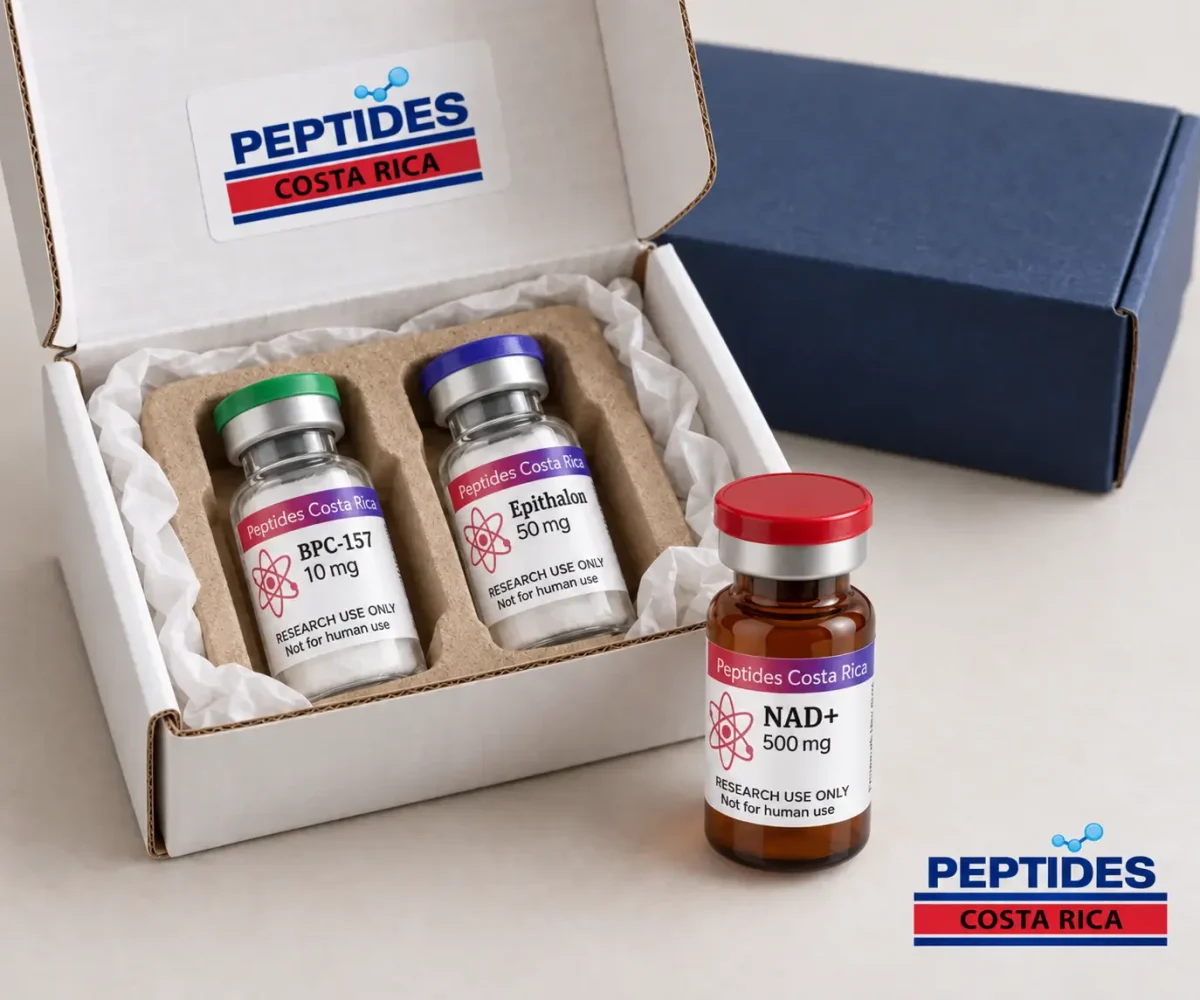 PEPTIDES
COSTA RICA
Peptides Costa Rica
BPC-157
10 mg
RESEARCH USE ONLY
Not for human use
Peptides Costa Rica
Epithalon
50 mg
RESEARCH USE ONLY
Not for human use
Peptides Costa Rica
NAD+
500 mg
RESEARCH USE ONLY
Not for human use
PEPTIDES
COSTA RICA